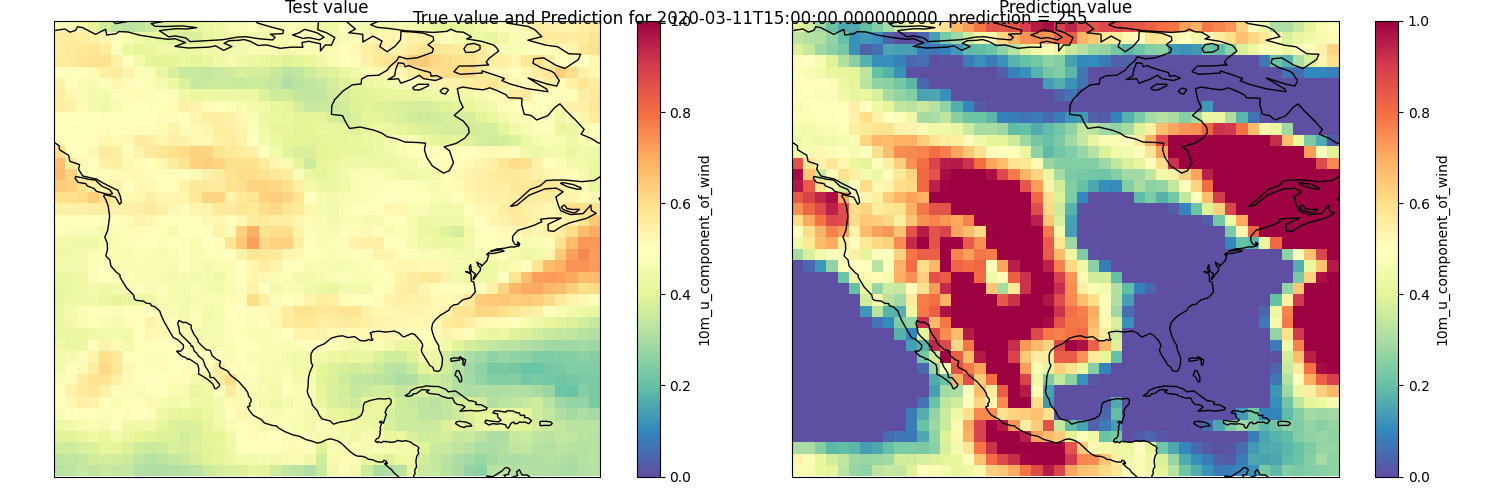 True value and Prediction for 2020-03-11T15:00:00.000000000, prediction = 255
Test value
Prediction value
1.0
0.8
0.6
0.4
0.2
0.0
10m_u_component_of_wind
1.0
0.8
0.6
0.4
0.2
0.0
10m_u_component_of_wind